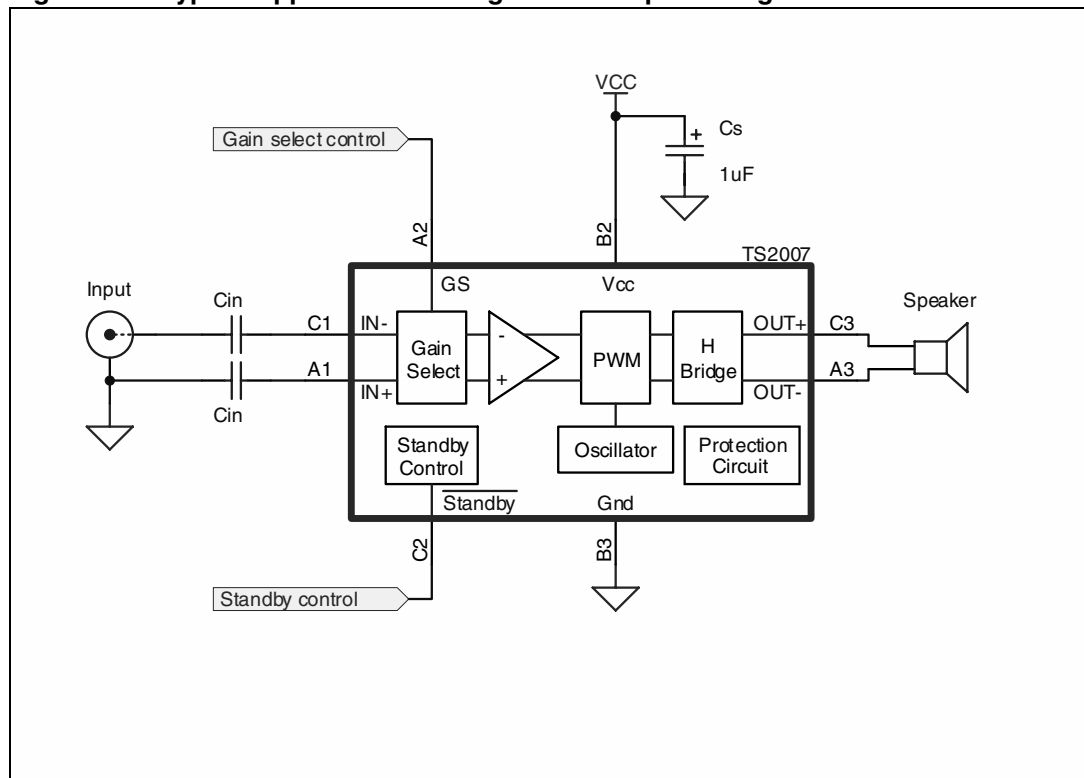 VCC
Gain select control
+ Cs
1uF
A2
B2
TS2007
Input
GS
Vcc
Speaker
Cin
C1
IN-
OUT+
C3
Gain
Select
-
+
PWM
H
Bridge
A1
IN+
OUT-
A3
Cin
Standby
Control
Oscillator
Protection
Circuit
Standby
Gnd
C2
B3
Standby control